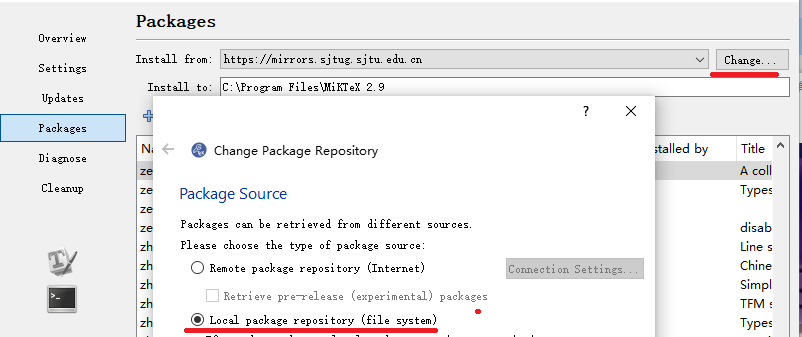 Packages
Overview
Settings
Updates
Packages
Diagnose
Cleanup
Install from: https://mirrors.sjtug.sjtu.edu.cn Change...
Install to: C:\Program Files\MiKTeX 2.9
? ×
Change Package Repository
Package Source
Packages can be retrieved from different sources.
Please choose the type of package source:
Remote package repository (Internet) Connection Settings...
Retrieve pre-release (experimental) packages
Local package repository (file system)
Na
ze
ze
ze
zh
zh
zh
zh
zh
Title
A coll
Types
disab
Line s
Chine
Simpl
TFM s
Types